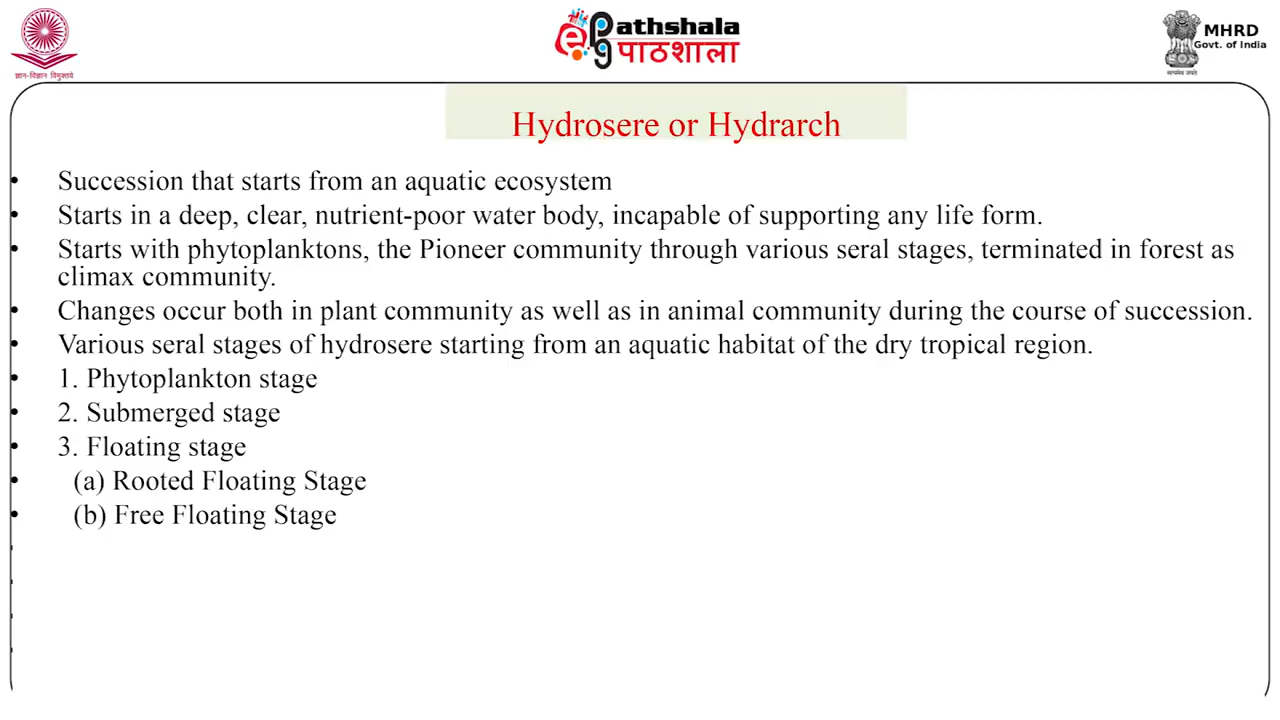 ज्ञान-विज्ञान विमुक्तये
ePathshala
पाठशाला
MHRD
Govt. of India
सत्यमेव जयते
Hydrosere or Hydrarch
• Succession that starts from an aquatic ecosystem
• Starts in a deep, clear, nutrient-poor water body, incapable of supporting any life form.
• Starts with phytoplanktons, the Pioneer community through various seral stages, terminated in forest as
climax community.
• Changes occur both in plant community as well as in animal community during the course of succession.
• Various seral stages of hydrosere starting from an aquatic habitat of the dry tropical region.
• 1. Phytoplankton stage
• 2. Submerged stage
• 3. Floating stage
• (a) Rooted Floating Stage
• (b) Free Floating Stage